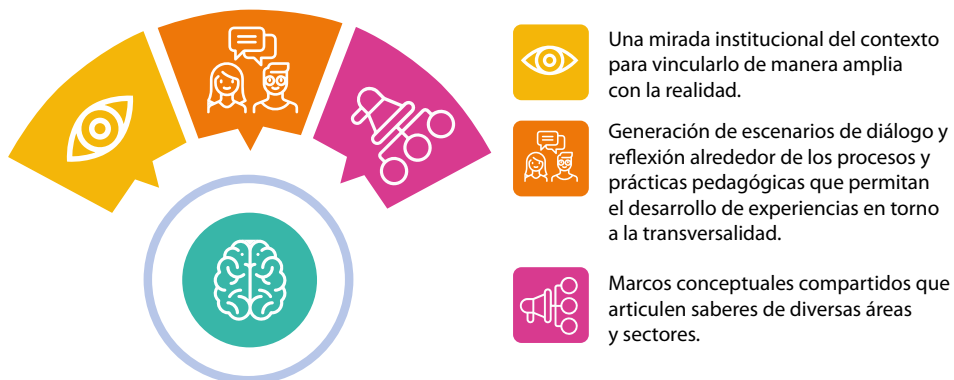 Una mirada institucional del contexto
para vincularlo de manera amplia
con la realidad.
Generación de escenarios de diálogo y
reflexión alrededor de los procesos y
prácticas pedagógicas que permitan
el desarrollo de experiencias en torno
a la transversalidad.
Marcos conceptuales compartidos que
articulen saberes de diversas áreas
y sectores.